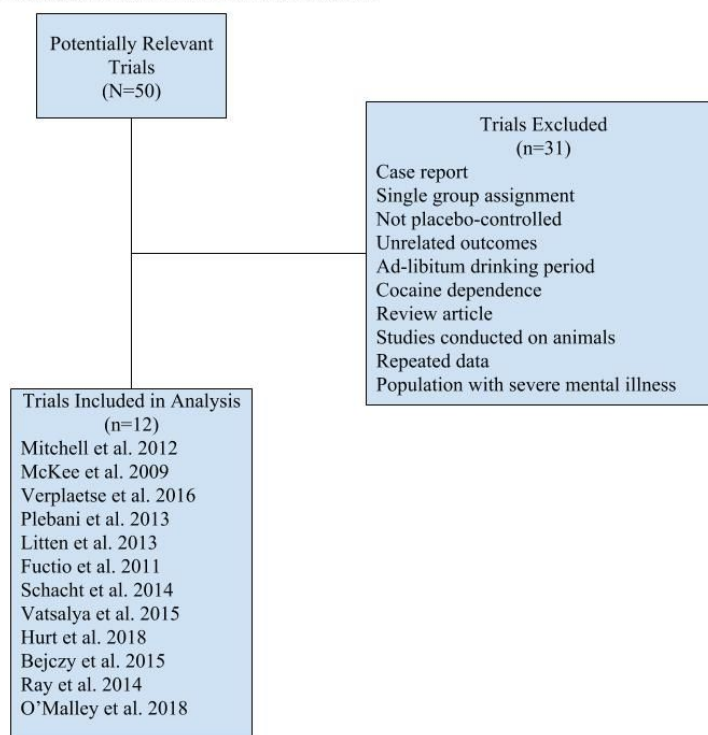 Potentially Relevant
Trials
(N=50)
Trials Excluded
(n=31)
Case report
Single group assignment
Not placebo-controlled
Unrelated outcomes
Ad-libitum drinking period
Cocaine dependence
Review article
Studies conducted on animals
Repeated data
Population with severe mental illness
Trials Included in Analysis
(n=12)
Mitchell et al. 2012
McKee et al. 2009
Verplaetse et al. 2016
Plebani et al. 2013
Litten et al. 2013
Fuctio et al. 2011
Schacht et al. 2014
Vatsalya et al. 2015
Hurt et al. 2018
Bejczy et al. 2015
Ray et al. 2014
O’Malley et al. 2018